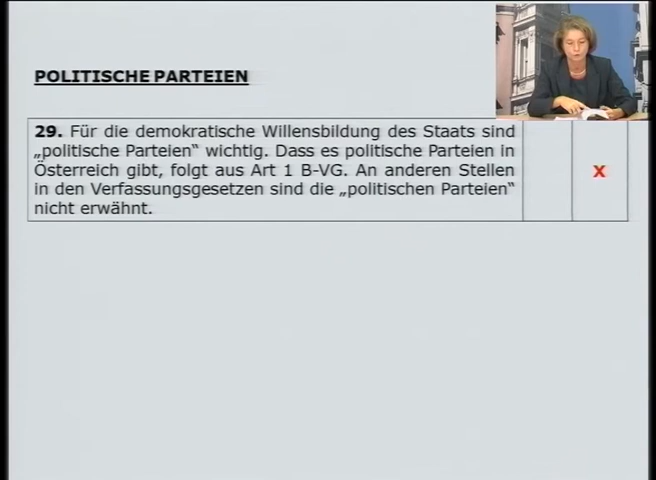 POLITISCHE PARTEIEN
29. Für die demokratische Willensbildung des Staats sind
„politische Parteien“ wichtig. Dass es politische Parteien in
Österreich gibt, folgt aus Art 1 B-VG. An anderen Stellen
in den Verfassungsgesetzen sind die „politischen Parteien“
nicht erwähnt.
X